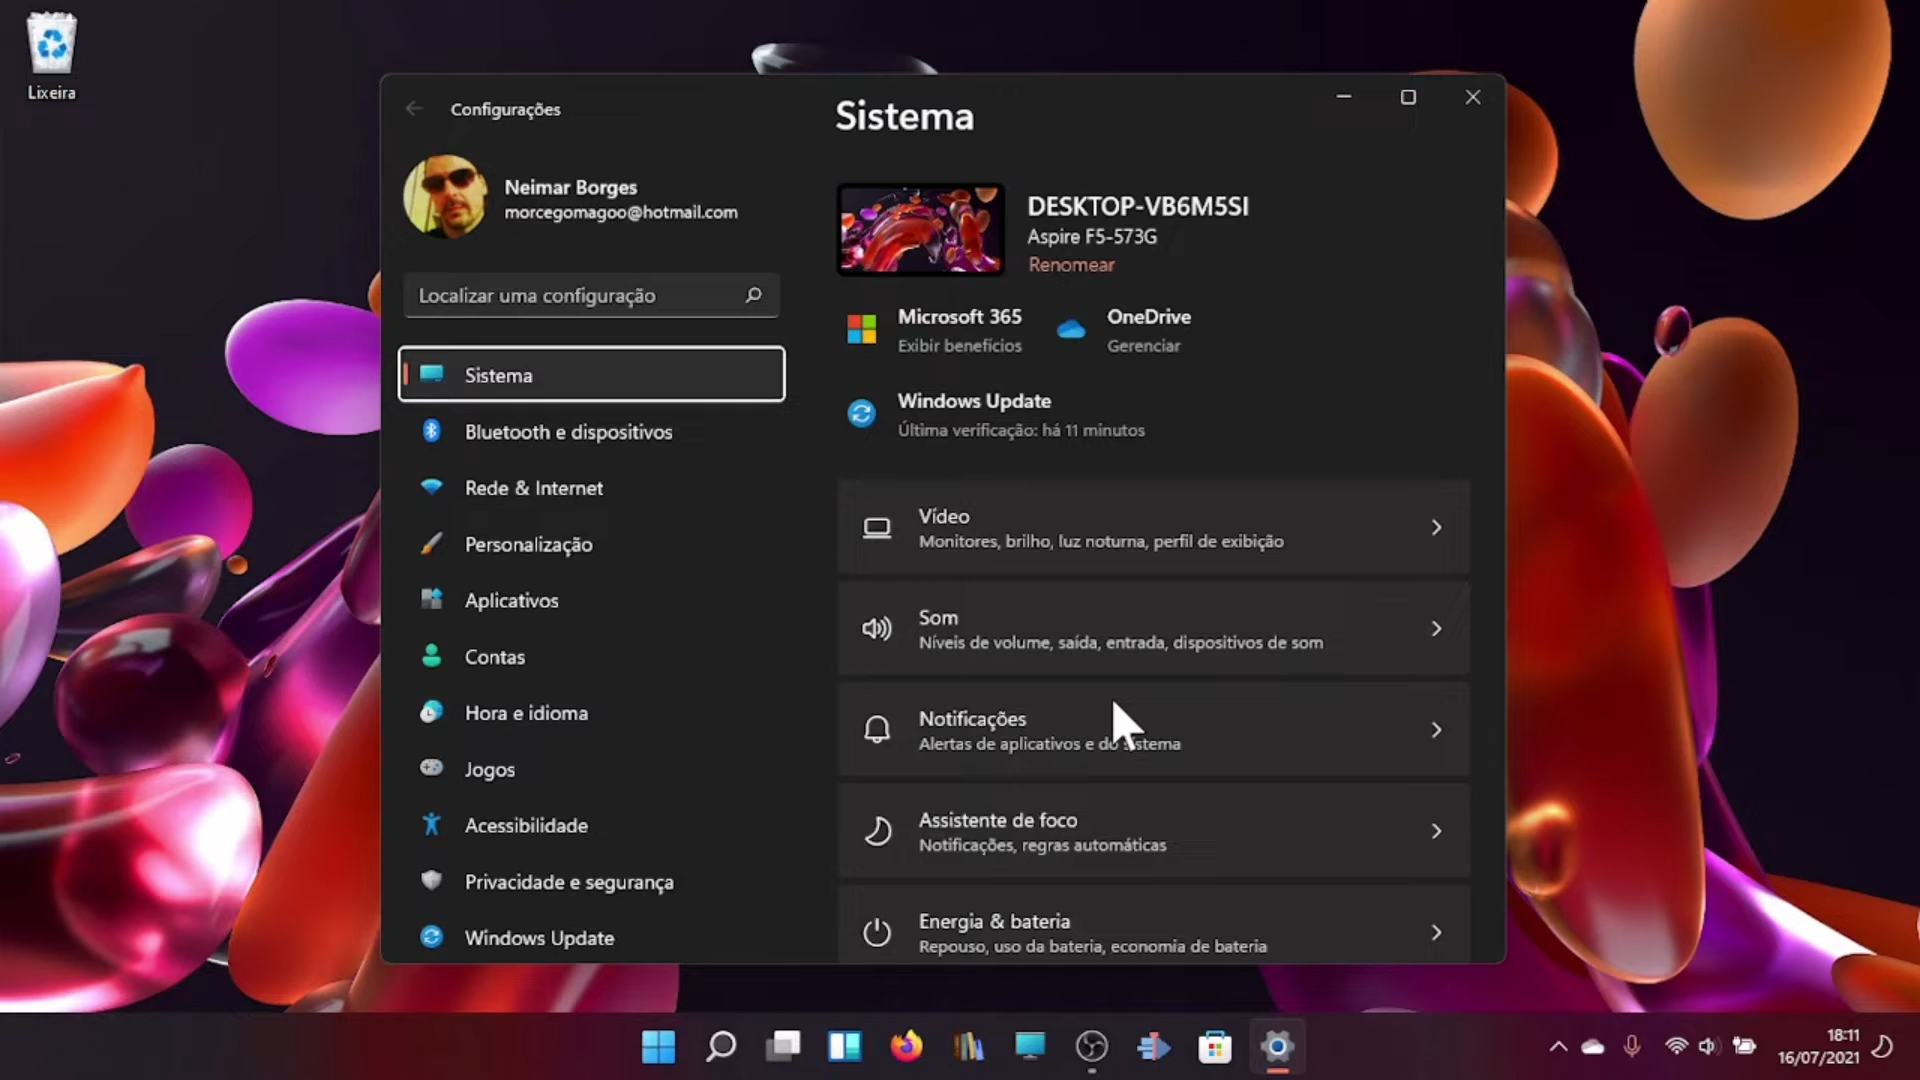 Lixeira
Configurações
Neimar Borges
morcegomagoo@hotmail.com
Localizar uma configuração
Sistema
Bluetooth e dispositivos
Rede & Internet
Personalização
Aplicativos
Contas
Hora e idioma
Jogos
Acessibilidade
Privacidade e segurança
Windows Update
Sistema
DESKTOP-VB6M5SI
Aspire F5-573G
Renomear
Microsoft 365
Exibir benefícios
OneDrive
Gerenciar
Windows Update
Última verificação: há 11 minutos
Vídeo
Monitores, brilho, luz noturna, perfil de exibição
Som
Níveis de volume, saída, entrada, dispositivos de som
Notificações
Alertas de aplicativos e do sistema
Assistente de foco
Notificações, regras automáticas
Energia & bateria
Repouso, uso da bateria, economia de bateria
18:11
16/07/2021